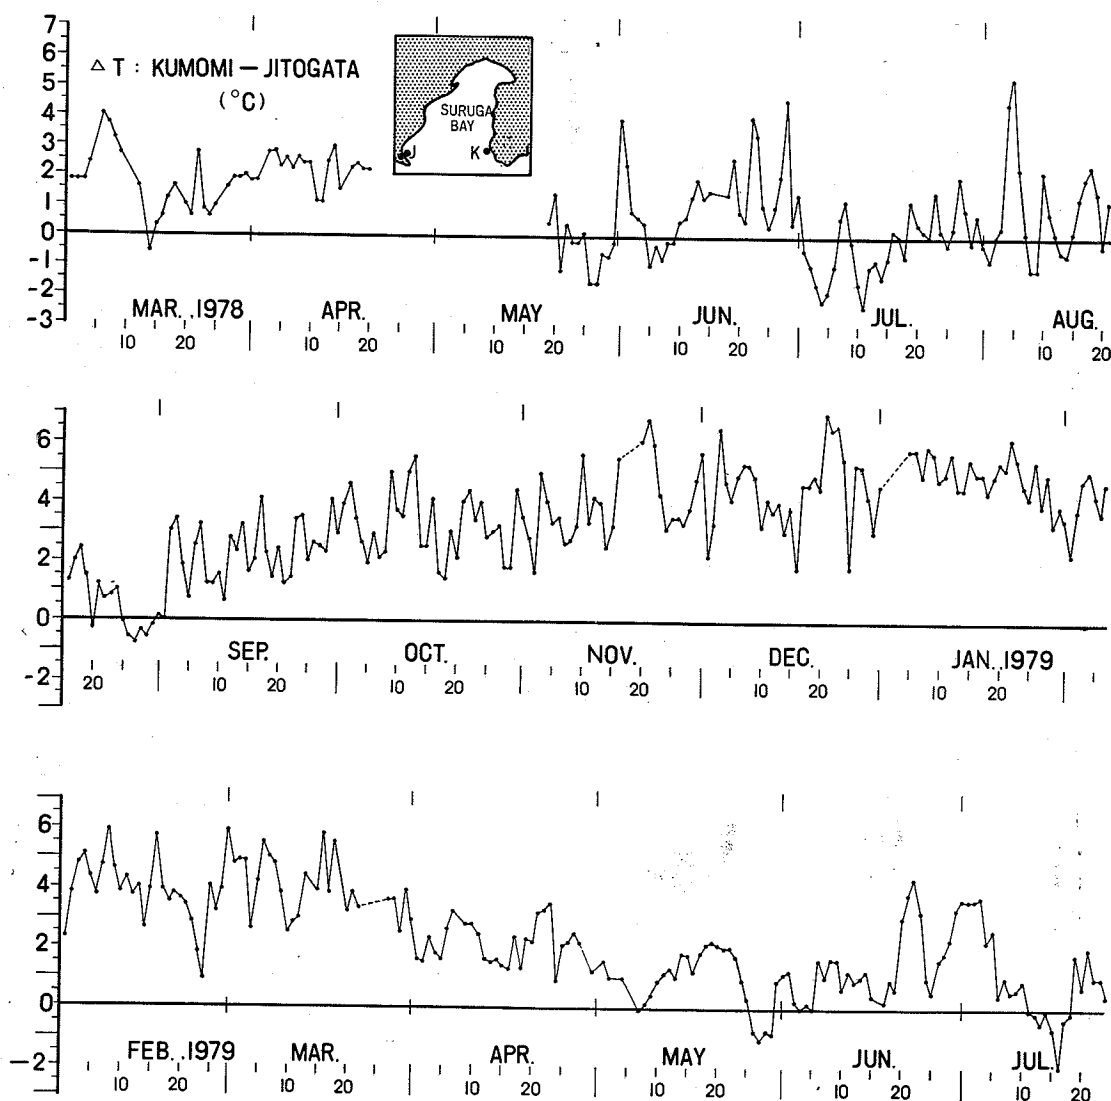 7
6
5
4
3
2
1
0
-1
-2
-3
△ T : KUMOMI — JITOGATA
(°C)
SURUGA
BAY
J
K
MAR. ,1978 APR. MAY JUN. JUL. AUG.
10 20 10 20 10 20 10 20 10 20 10 20
6
4
2
0
-2
SEP. OCT. NOV. DEC. JAN. ,1979
20 10 20 10 20 10 20 10 20 10 20
6
4
2
0
-2
FEB. ,1979 MAR. APR. MAY JUN. JUL.
10 20 10 20 10 20 10 20 10 20 10 20